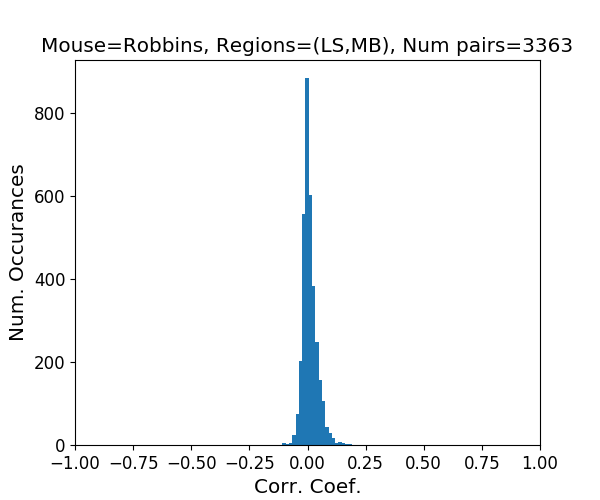 Mouse=Robbins, Regions=(LS,MB), Num pairs=3363
Num. Occurances
800
600
400
200
0
−1.00 −0.75 −0.50 −0.25 0.00 0.25 0.50 0.75 1.00
Corr. Coef.